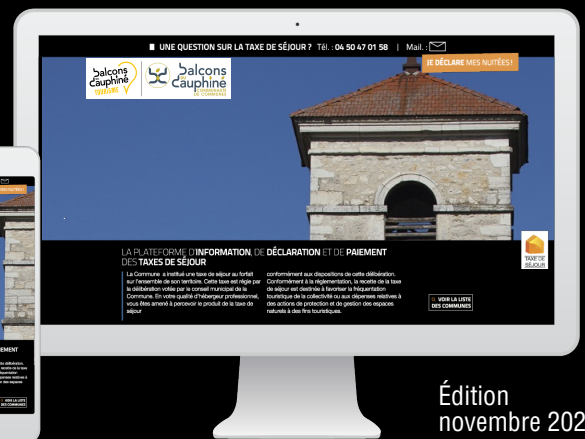 UNE QUESTION SUR LA TAXE DE SÉJOUR ? Tél. : 04 50 47 01 58 | Mail. :
JE DÉCLARE MES NUITÉES !
balcons
DU
Dauphiné
TOURISME
balcons
DU
Dauphiné
COMMUNAUTÉ
DE COMMUNES
TAXE DE
SÉJOUR
LA PLATEFORME D'INFORMATION, DE DÉCLARATION ET DE PAIEMENT
DES TAXES DE SÉJOUR
La Commune a institué une taxe de séjour au forfait
sur l'ensemble de son territoire. Cette taxe est régie par
la délibération votée par le conseil municipal de la
Commune. En votre qualité d'hébergeur professionnel,
vous êtes amené à percevoir le produit de la taxe de
séjour
conformément aux dispositions de cette délibération.
Conformément à la réglementation, la recette de la taxe
de séjour est destinée à favoriser la fréquentation
touristique de la collectivité ou aux dépenses relatives à
des actions de protection et de gestion des espaces
naturels à des fins touristiques.
VOIR LA LISTE
DES COMMUNES
Édition
novembre 202